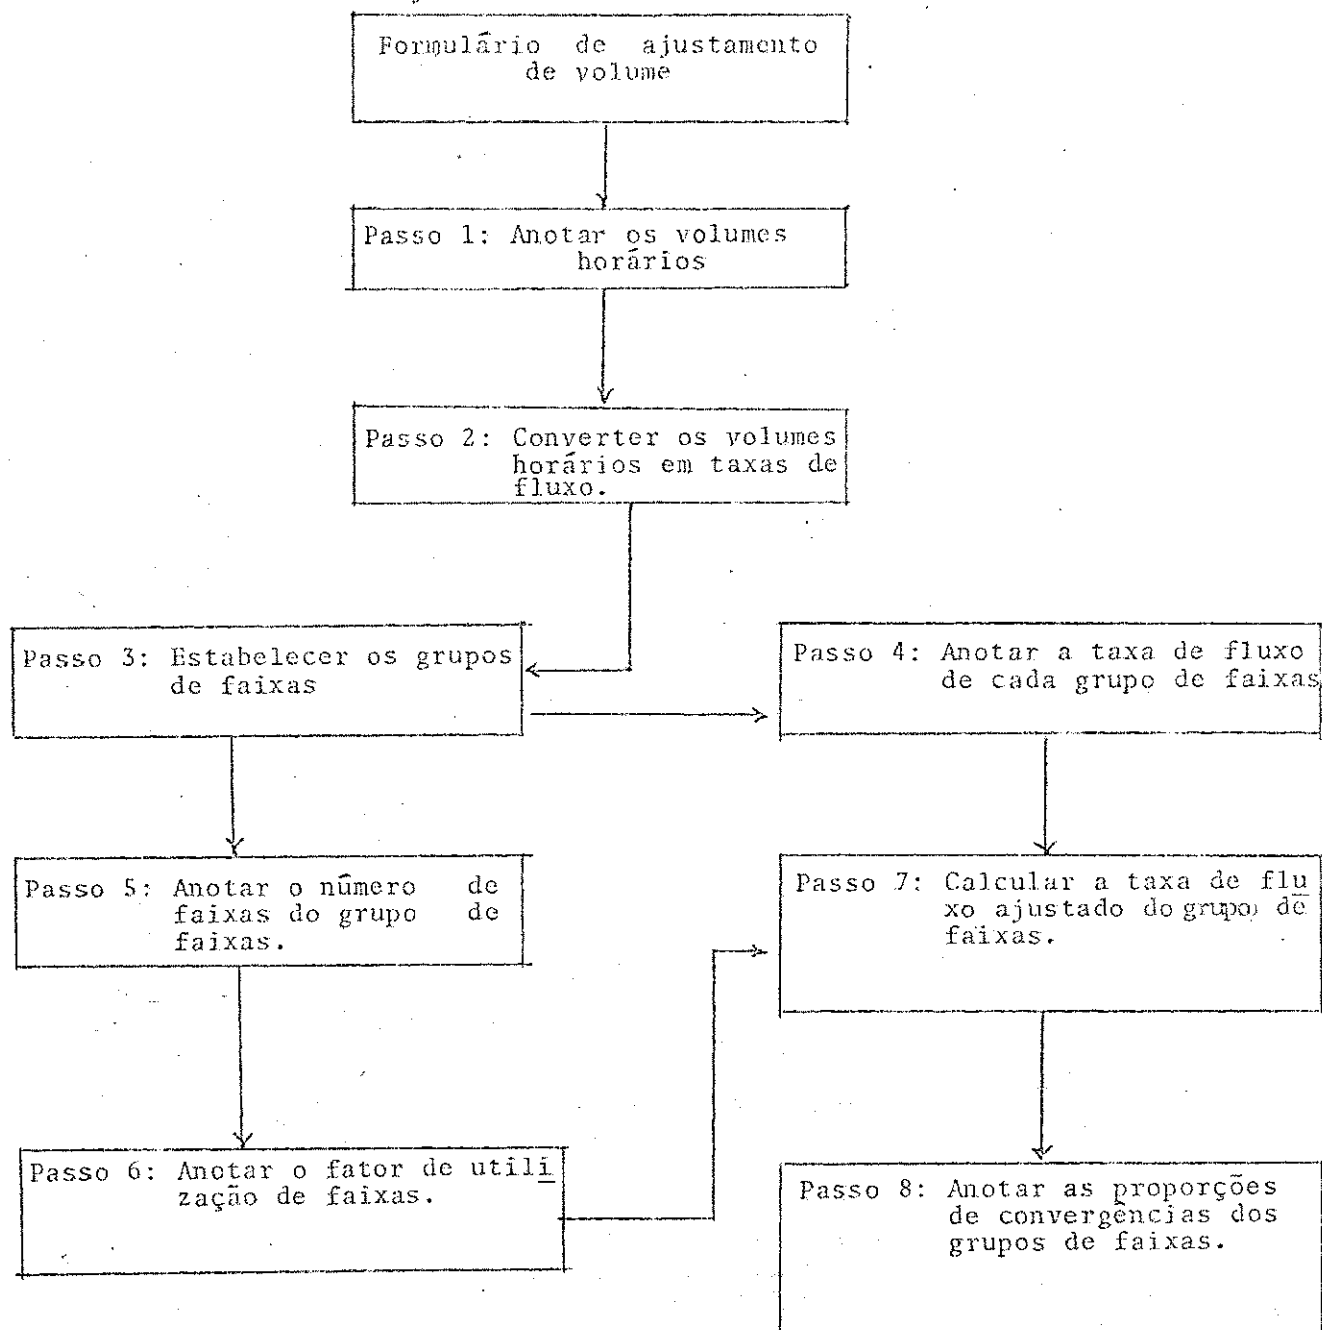 Formulário de ajustamento
de volume
Passo 1: Anotar os volumes
horários
Passo 2: Converter os volumes
horários em taxas de
fluxo.
Passo 3: Estabelecer os grupos
de faixas
Passo 4: Anotar a taxa de fluxo
de cada grupo de faixas
Passo 5: Anotar o número de
faixas do grupo de
faixas.
Passo 7: Calcular a taxa de flu
xo ajustado do grupo de
faixas.
Passo 6: Anotar o fator de utili
zação de faixas.
Passo 8: Anotar as proporções
de convergências dos
grupos de faixas.